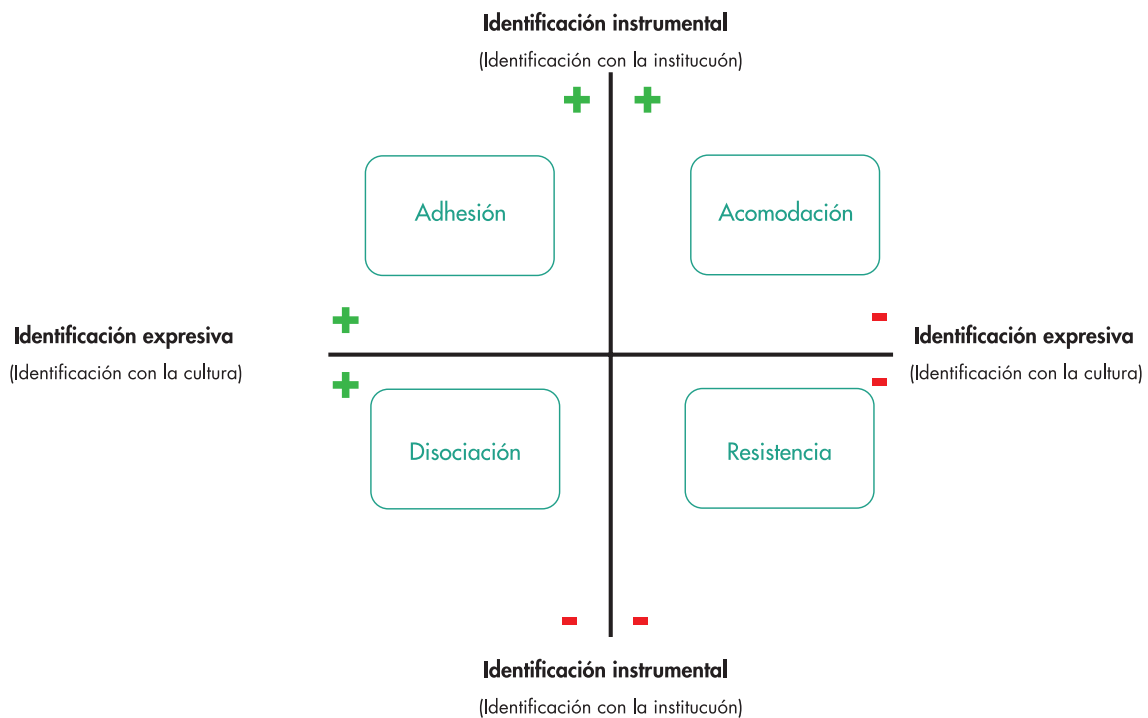 Identificación instrumental
(Identificación con la institucuón)
+ +
Adhesión
Acomodación
+ -
Identificación expresiva
(Identificación con la cultura)
Identificación expresiva
(Identificación con la cultura)
+ -
Disociación
Resistencia
- -
Identificación instrumental
(Identificación con la institucuón)